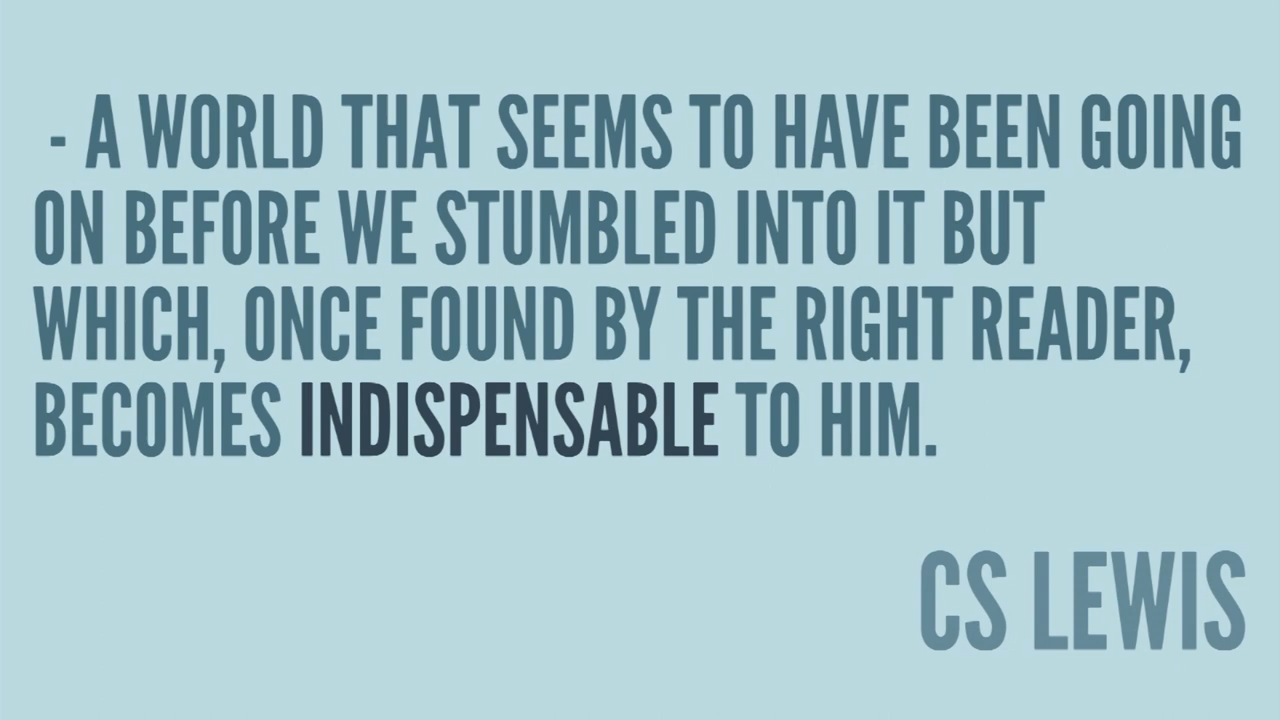 - A WORLD THAT SEEMS TO HAVE BEEN GOING
ON BEFORE WE STUMBLED INTO IT BUT
WHICH, ONCE FOUND BY THE RIGHT READER,
BECOMES INDISPENSABLE TO HIM.
CS LEWIS